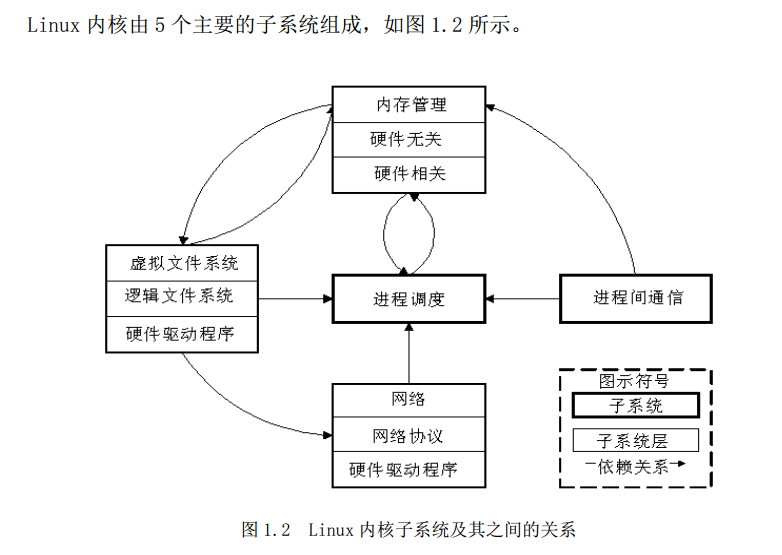 Linux 内核由 5 个主要的子系统组成，如图 1.2 所示。
内存管理
硬件无关
硬件相关
虚拟文件系统
逻辑文件系统
硬件驱动程序
进程调度
进程间通信
网络
网络协议
硬件驱动程序
图示符号
子系统
子系统层
依赖关系
图 1.2 Linux 内核子系统及其之间的关系